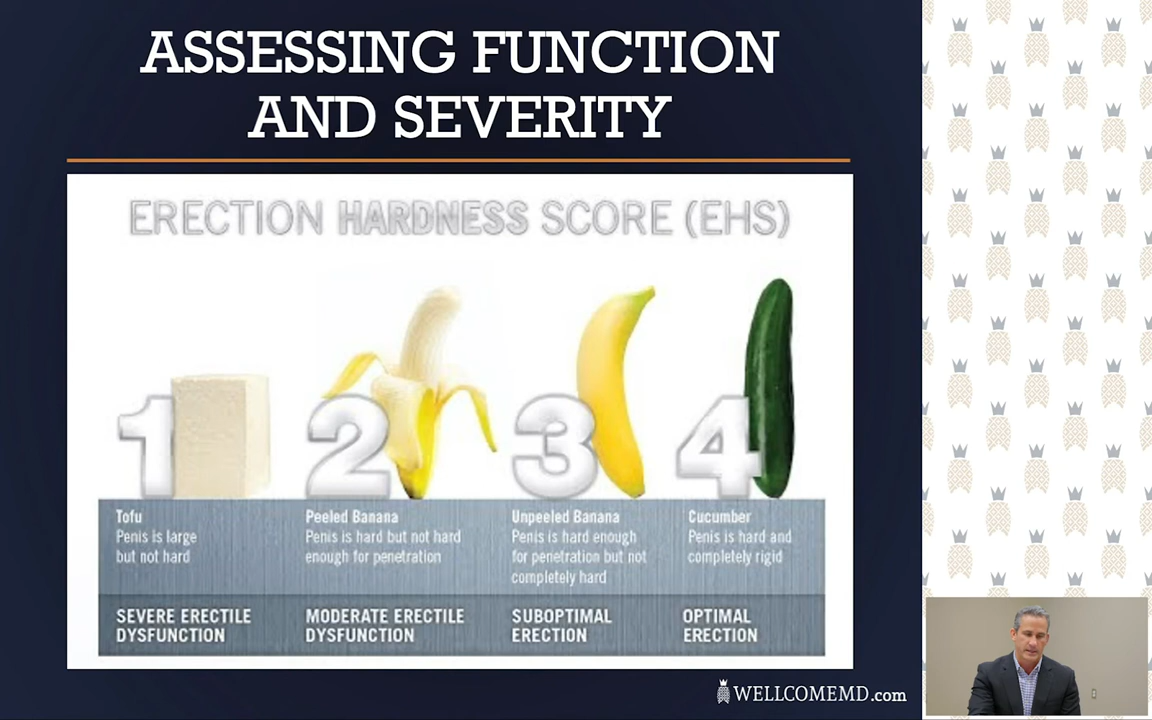 ASSESSING FUNCTION
AND SEVERITY
ERECTION HARDNESS SCORE (EHS)
1
2
3
4
Tofu
Penis is large
but not hard
Peeled Banana
Penis is hard but not hard
enough for penetration
Unpeeled Banana
Penis is hard enough
for penetration but not
completely hard
Cucumber
Penis is hard and
completely rigid
SEVERE ERECTILE
DYSFUNCTION
MODERATE ERECTILE
DYSFUNCTION
SUBOPTIMAL
ERECTION
OPTIMAL
ERECTION
WELLCOMEMD.com